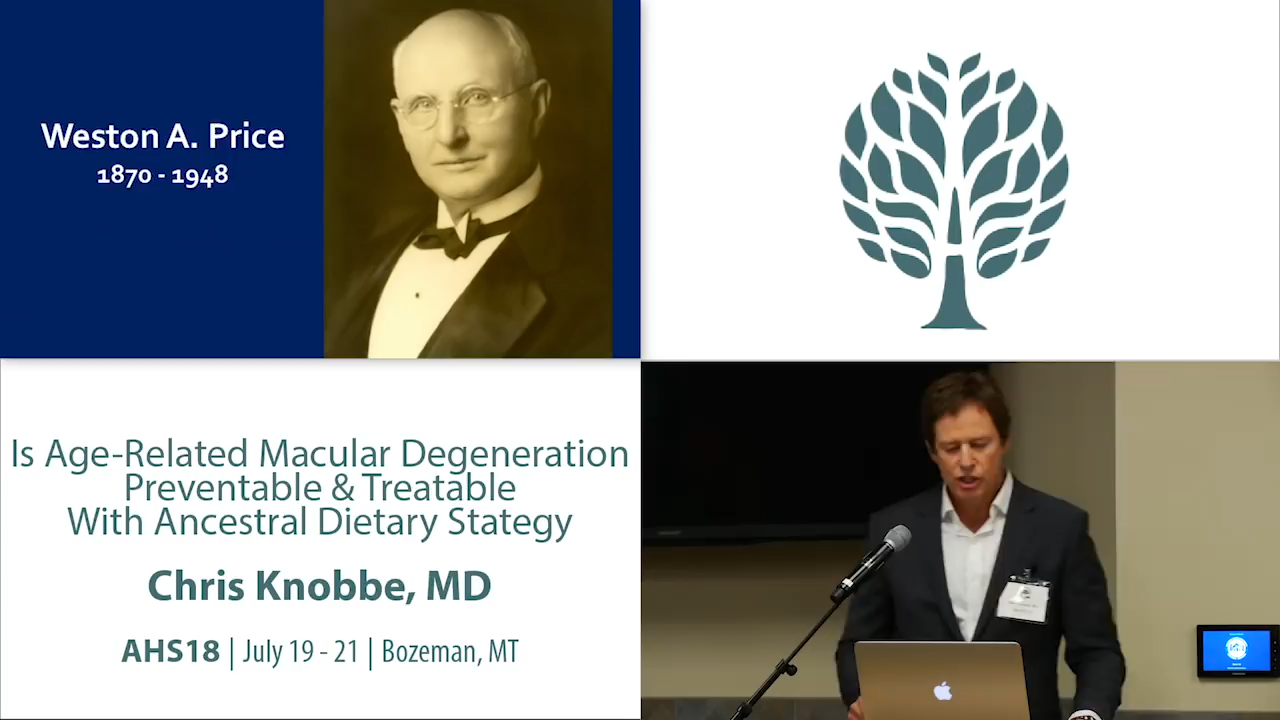 Weston A. Price
1870 - 1948
Is Age-Related Macular Degeneration
Preventable & Treatable
With Ancestral Dietary Stategy
Chris Knobbe, MD
AHS18 | July 19 - 21 | Bozeman, MT